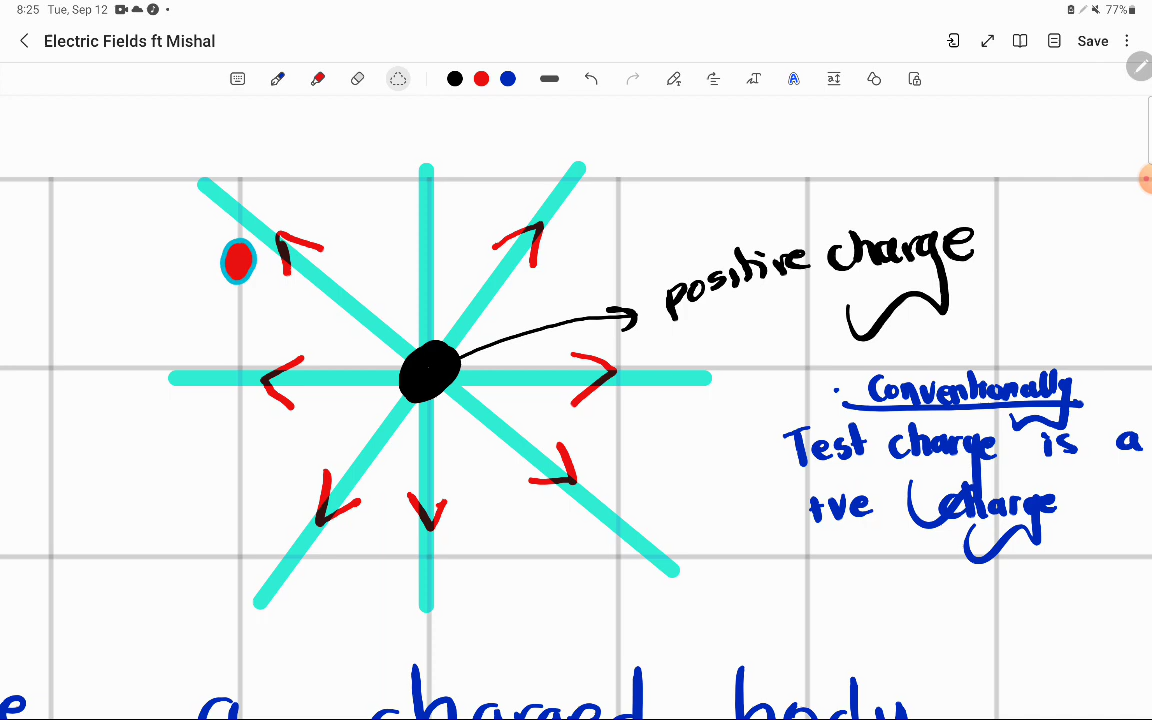 8:25 Tue, Sep 12
77%
Electric Fields ft Mishal
Save
positive charge
Conventionally
Test charge is a
+ve charge
a charged body